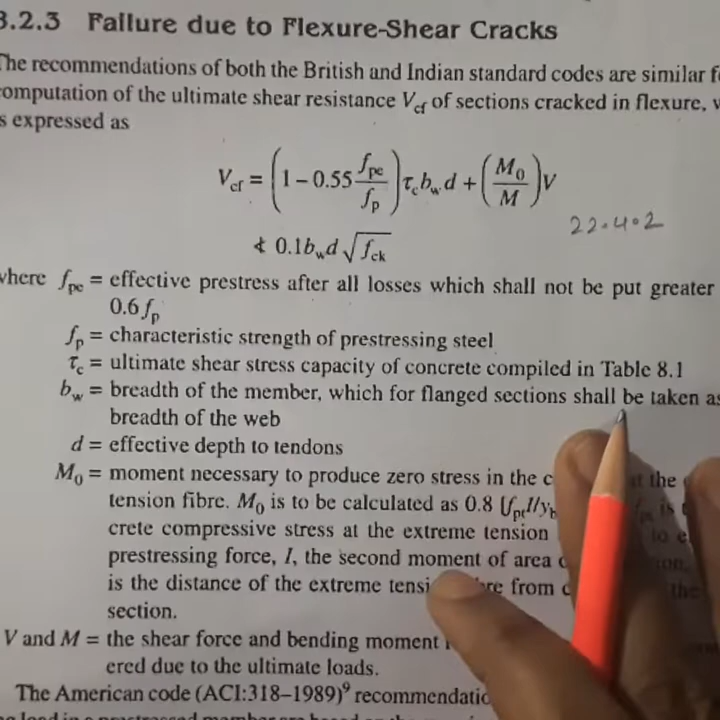 3.2.3 Failure due to Flexure-Shear Cracks
The recommendations of both the British and Indian standard codes are similar
computation of the ultimate shear resistance V_cf of sections cracked in flexure,
expressed as
V_cf = (1 − 0.55 f_pe / f_p) τ_c b_w d + (M_0 / M) V
22.4.2
≮ 0.1 b_w d √f_ck
where f_pe = effective prestress after all losses which shall not be put greater
0.6 f_p
f_p = characteristic strength of prestressing steel
τ_c = ultimate shear stress capacity of concrete compiled in Table 8.1
b_w = breadth of the member, which for flanged sections shall be taken as
breadth of the web
d = effective depth to tendons
M_0 = moment necessary to produce zero stress in the the
tension fibre. M_0 is to be calculated as 0.8 (f_pt I/y_b is
crete compressive stress at the extreme tension to
prestressing force, I, the second moment of area
is the distance of the extreme from the
section.
V and M = the shear force and bending moment
ered due to the ultimate loads.
The American code (ACI:318–1989)⁹